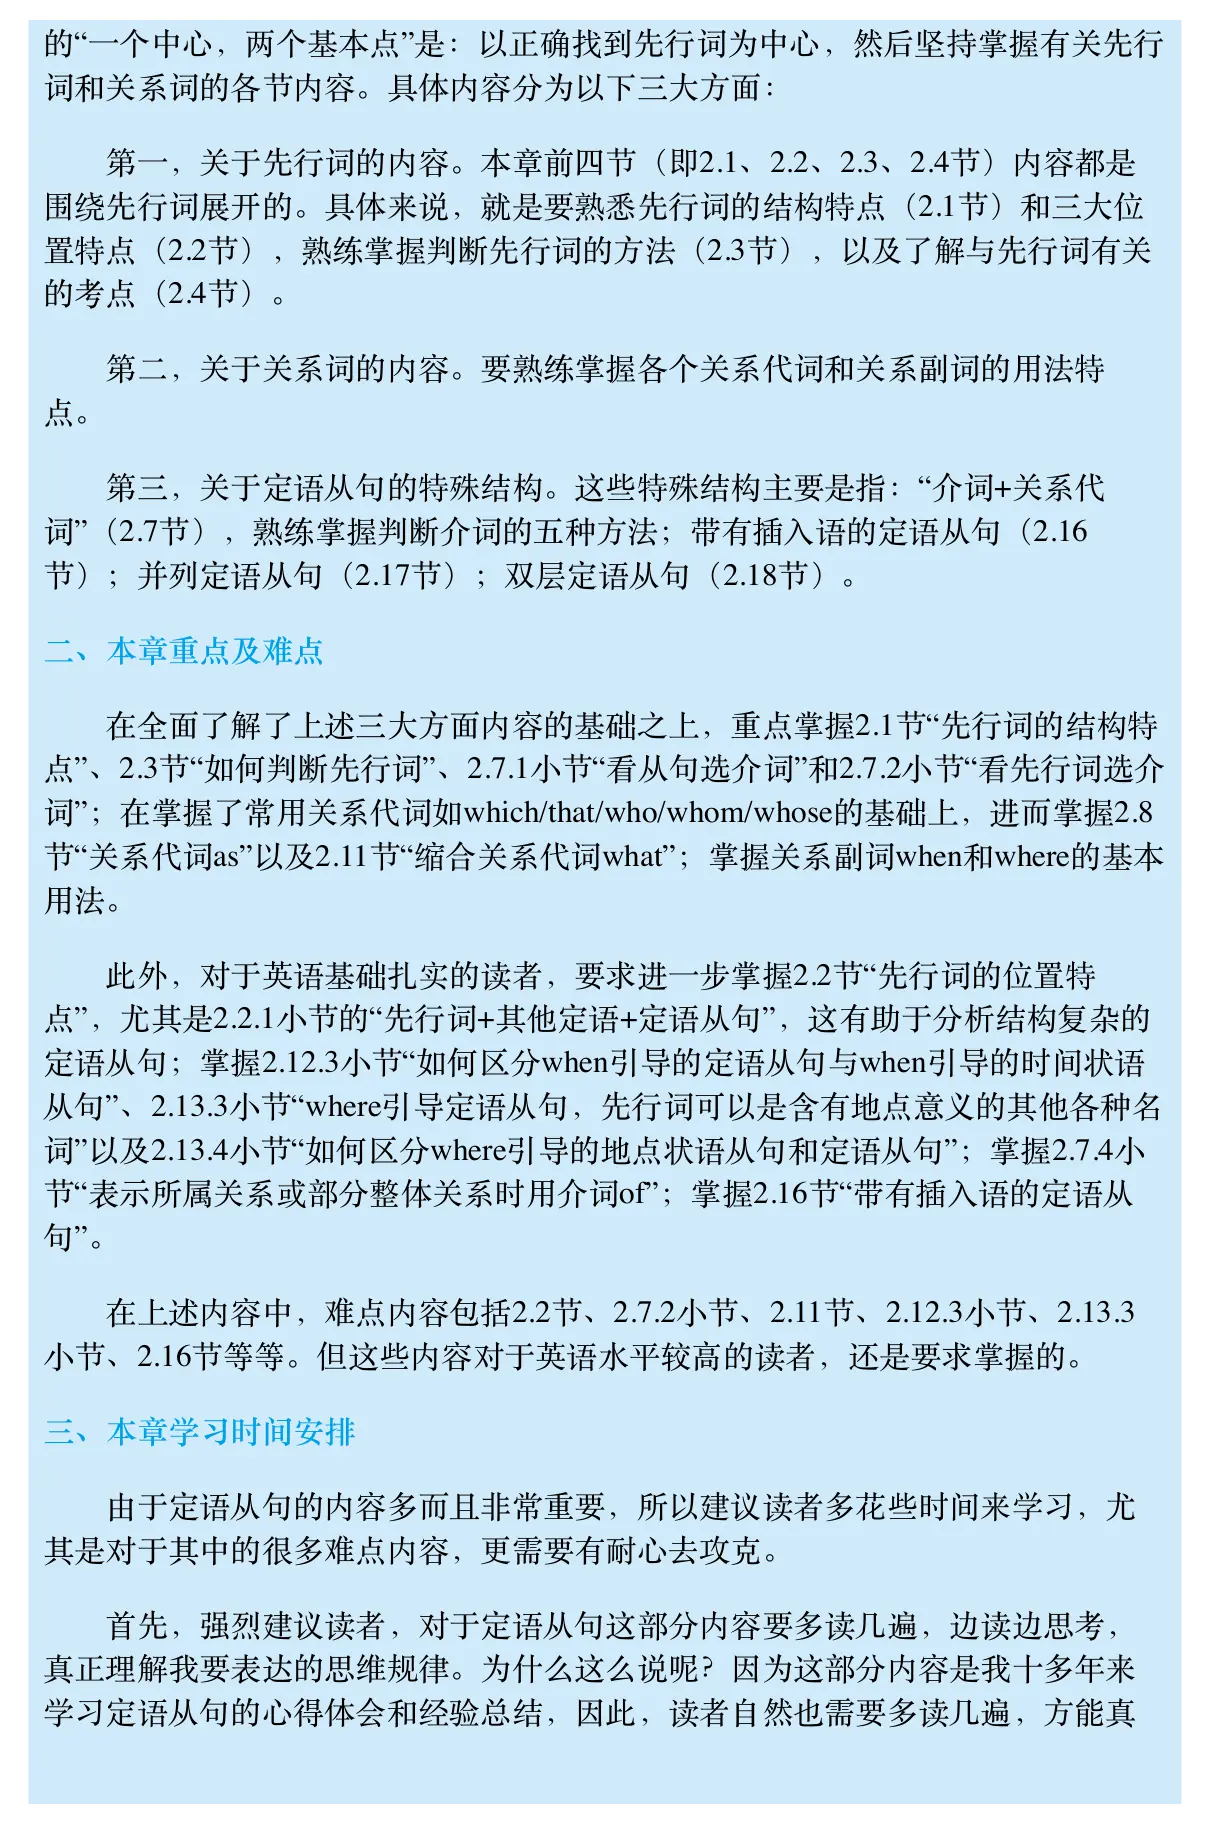 的“一个中心，两个基本点”是：以正确找到先行词为中心，然后坚持掌握有关先行
词和关系词的各节内容。具体内容分为以下三大方面：
第一，关于先行词的内容。本章前四节（即2.1、2.2、2.3、2.4节）内容都是
围绕先行词展开的。具体来说，就是要熟悉先行词的结构特点（2.1节）和三大位
置特点（2.2节），熟练掌握判断先行词的方法（2.3节），以及了解与先行词有关
的考点（2.4节）。
第二，关于关系词的内容。要熟练掌握各个关系代词和关系副词的用法特
点。
第三，关于定语从句的特殊结构。这些特殊结构主要是指：“介词+关系代
词”（2.7节），熟练掌握判断介词的五种方法；带有插入语的定语从句（2.16
节）；并列定语从句（2.17节）；双层定语从句（2.18节）。
二、本章重点及难点
在全面了解了上述三大方面内容的基础之上，重点掌握2.1节“先行词的结构特
点”、2.3节“如何判断先行词”、2.7.1小节“看从句选介词”和2.7.2小节“看先行词选介
词”；在掌握了常用关系代词如which/that/who/whom/whose的基础上，进而掌握2.8
节“关系代词as”以及2.11节“缩合关系代词what”；掌握关系副词when和where的基本
用法。
此外，对于英语基础扎实的读者，要求进一步掌握2.2节“先行词的位置特
点”，尤其是2.2.1小节的“先行词+其他定语+定语从句”，这有助于分析结构复杂的
定语从句；掌握2.12.3小节“如何区分when引导的定语从句与when引导的时间状语
从句”、2.13.3小节“where引导定语从句，先行词可以是含有地点意义的其他各种名
词”以及2.13.4小节“如何区分where引导的地点状语从句和定语从句”；掌握2.7.4小
节“表示所属关系或部分整体关系时用介词of”；掌握2.16节“带有插入语的定语从
句”。
在上述内容中，难点内容包括2.2节、2.7.2小节、2.11节、2.12.3小节、2.13.3
小节、2.16节等等。但这些内容对于英语水平较高的读者，还是要求掌握的。
三、本章学习时间安排
由于定语从句的内容多而且非常重要，所以建议读者多花些时间来学习，尤
其是对于其中的很多难点内容，更需要有耐心去攻克。
首先，强烈建议读者，对于定语从句这部分内容要多读几遍，边读边思考，
真正理解我要表达的思维规律。为什么这么说呢？因为这部分内容是我十多年来
学习定语从句的心得体会和经验总结，因此，读者自然也需要多读几遍，方能真